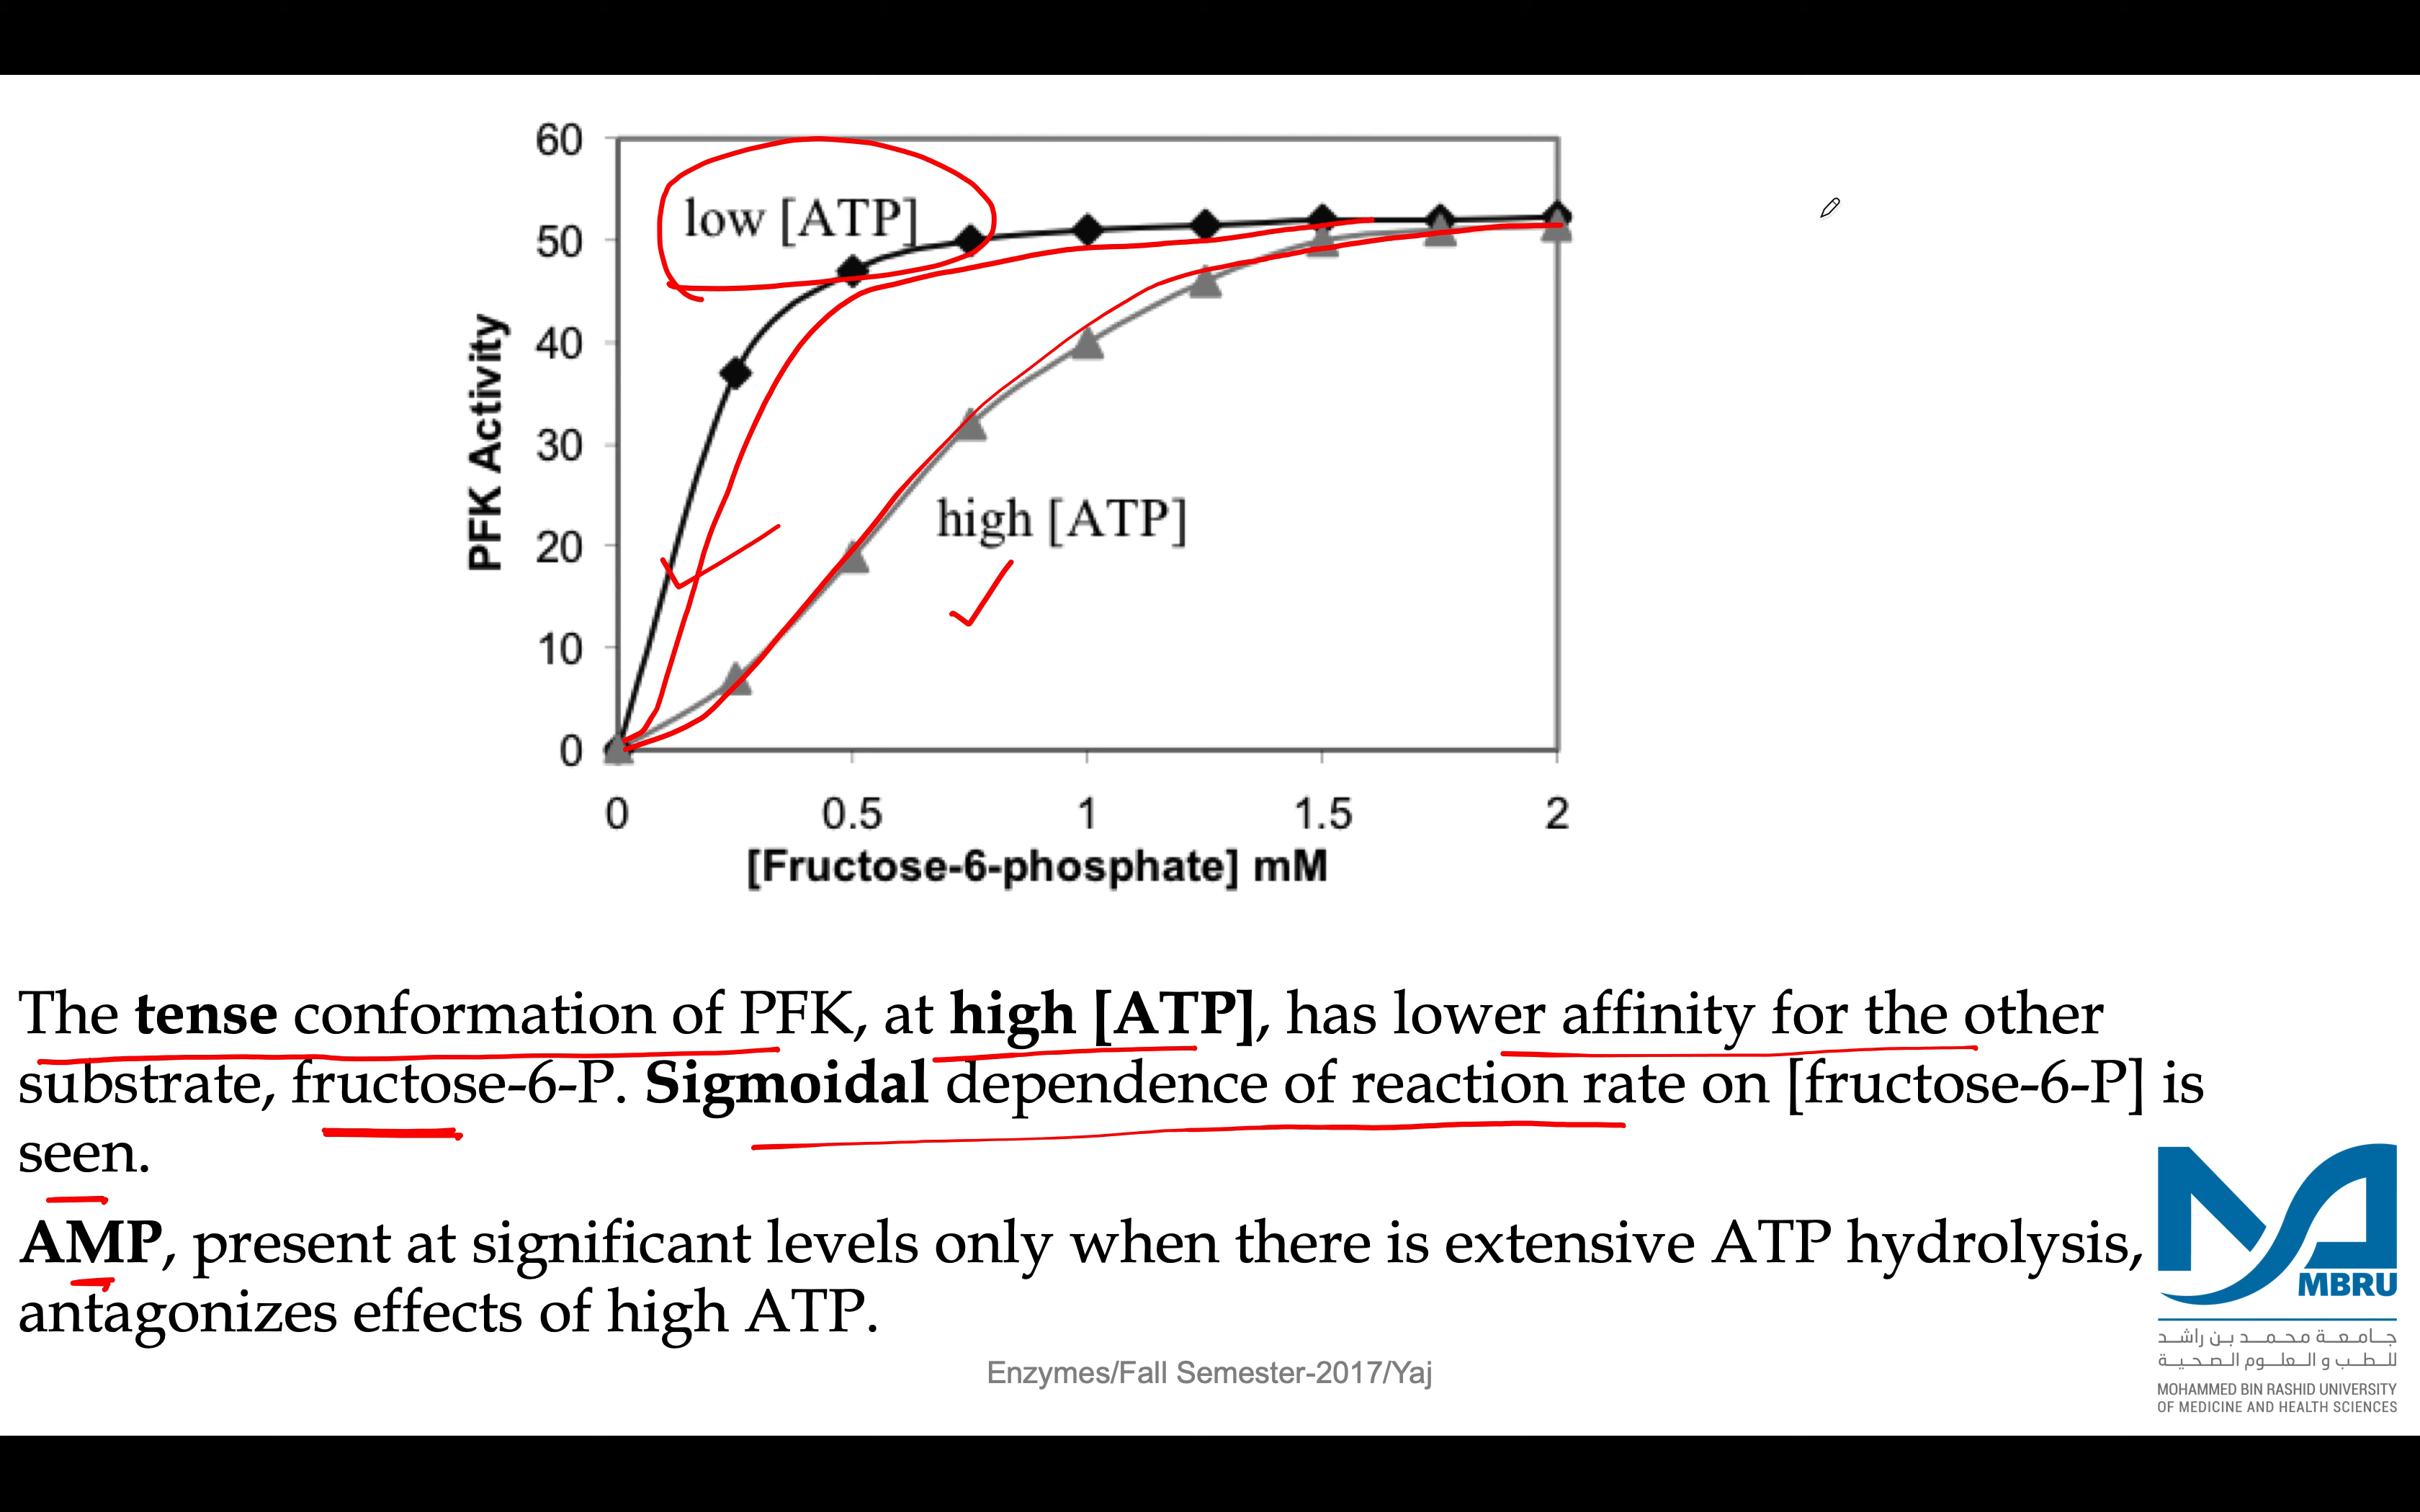 60
low [ATP]
50
40
PFK Activity
30
high [ATP]
20
10
0
0 0.5 1 1.5 2
[Fructose-6-phosphate] mM
The tense conformation of PFK, at high [ATP], has lower affinity for the other
substrate, fructose-6-P. Sigmoidal dependence of reaction rate on [fructose-6-P] is
seen.
AMP, present at significant levels only when there is extensive ATP hydrolysis,
antagonizes effects of high ATP.
Enzymes/Fall Semester-2017/Yaj
MBRU
جامعة محمد بن راشد
للطب و العلوم الصحية
MOHAMMED BIN RASHID UNIVERSITY
OF MEDICINE AND HEALTH SCIENCES